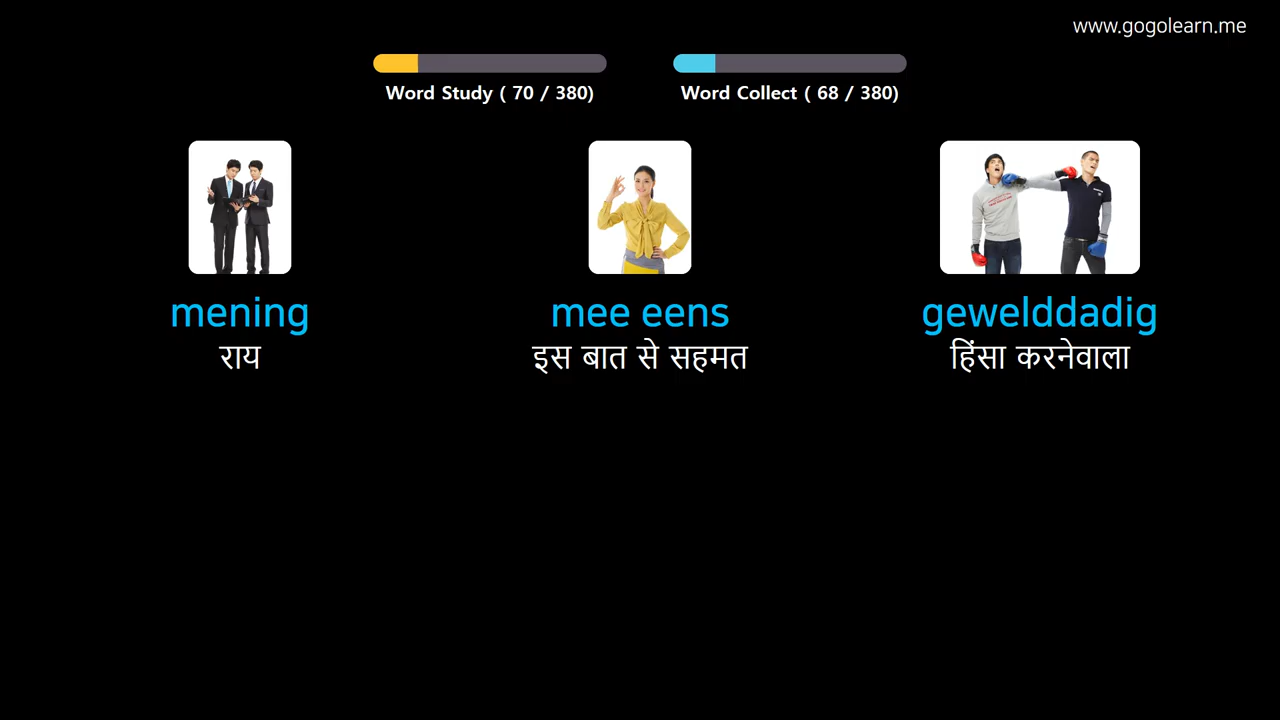 www.gogolearn.me
Word Study ( 70 / 380)
Word Collect ( 68 / 380)
mening
राय
mee eens
इस बात से सहमत
gewelddadig
हिंसा करनेवाला